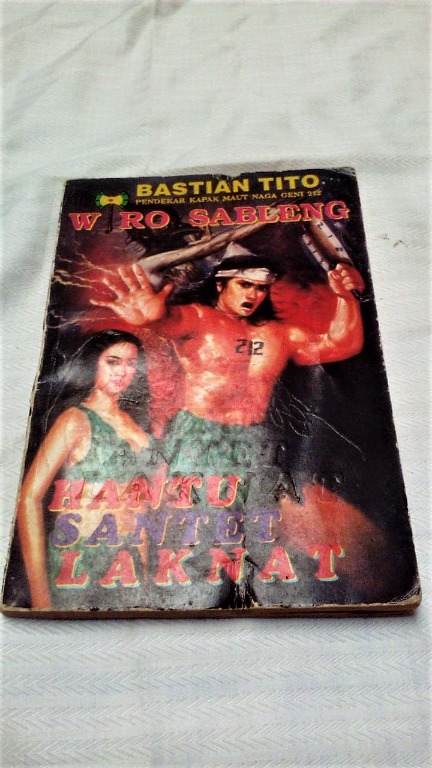 BASTIAN TITO
PENDEKAR KAPAK MAUT NAGA GENI 212
WIRO SABLENG
212
HANTU
SANTET
LAKNAT